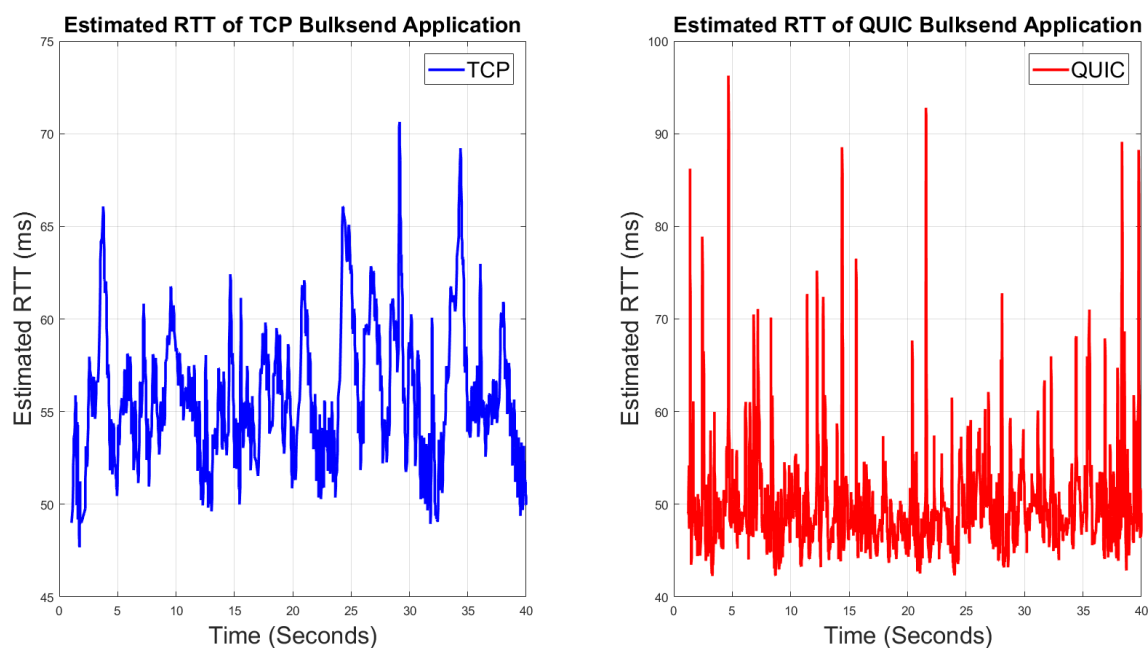 Estimated RTT of TCP Bulksend Application
75
70
65
60
55
50
45
Estimated RTT (ms)
TCP
0 5 10 15 20 25 30 35 40
Time (Seconds)
Estimated RTT of QUIC Bulksend Application
100
90
80
70
60
50
40
Estimated RTT (ms)
QUIC
0 5 10 15 20 25 30 35 40
Time (Seconds)